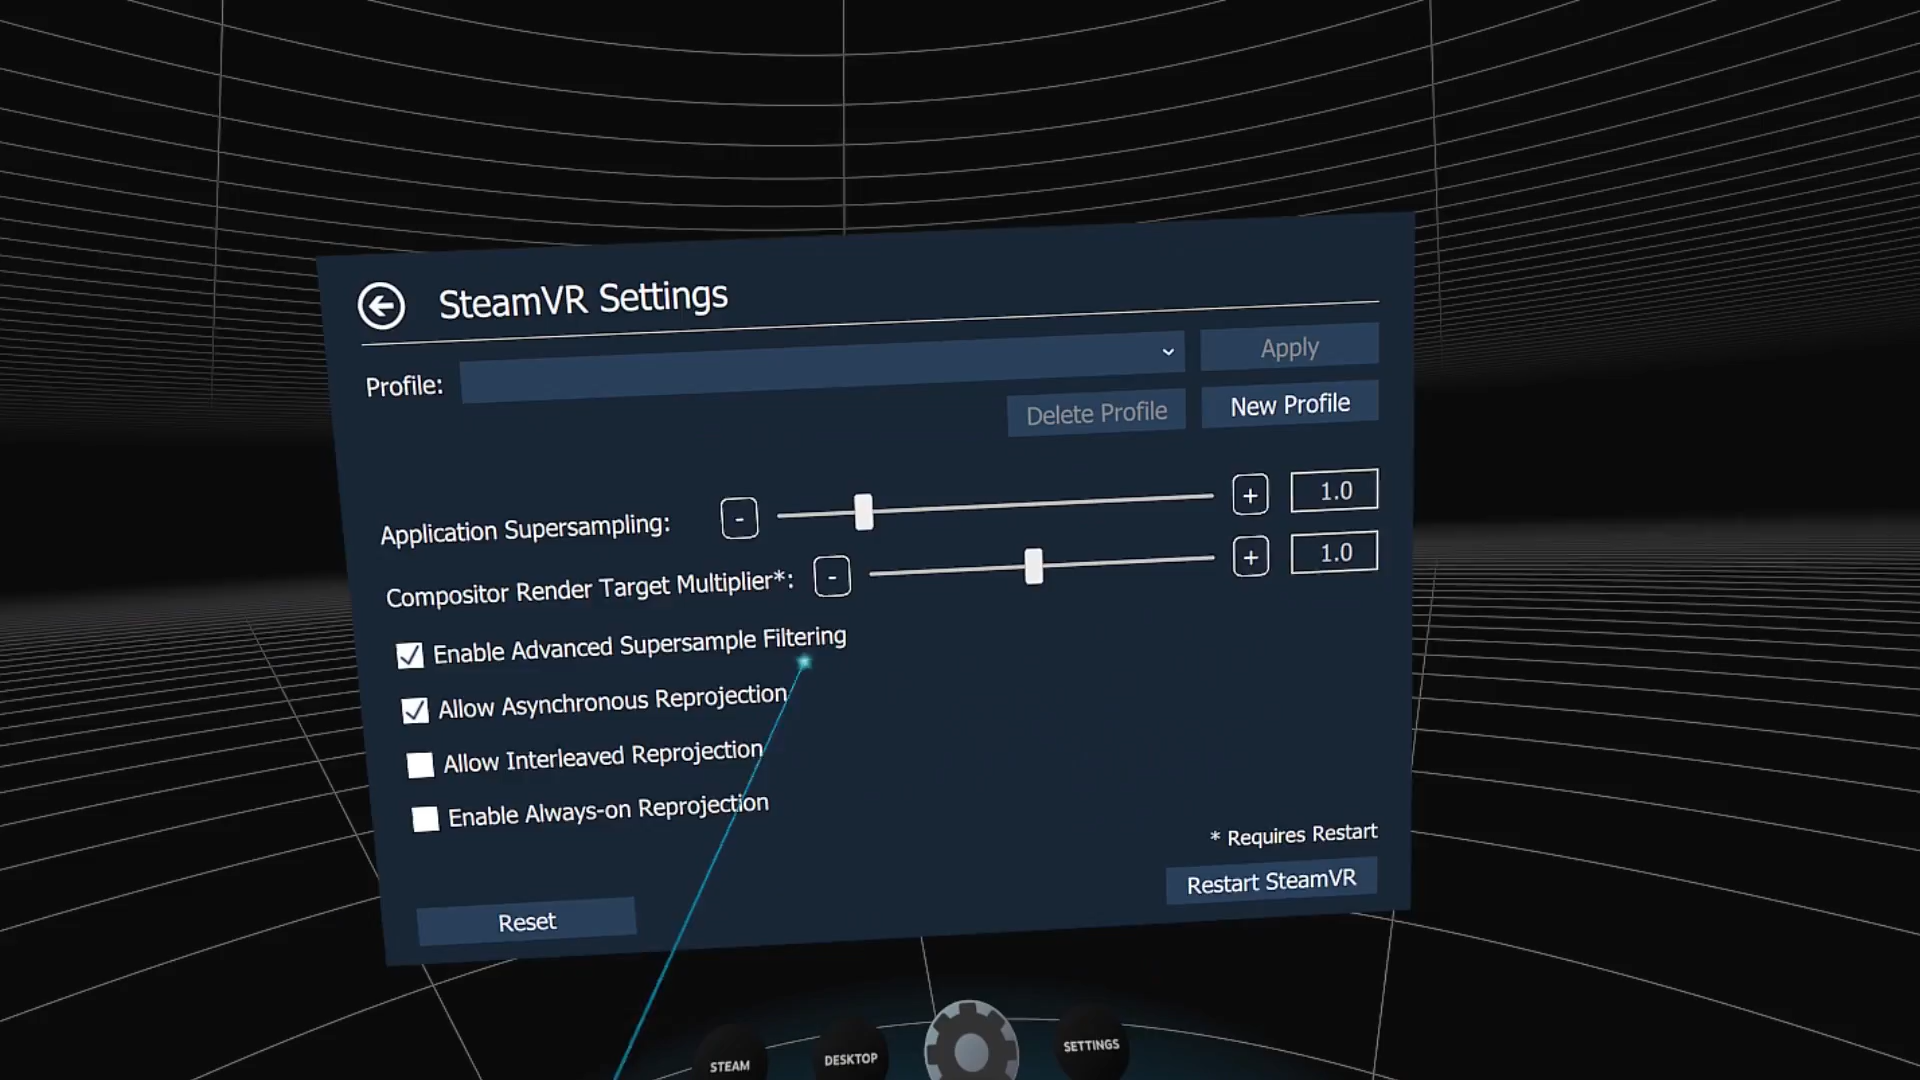 SteamVR Settings
Profile:
Apply
Delete Profile
New Profile
Application Supersampling:
-
+
1.0
Compositor Render Target Multiplier*:
-
+
1.0
Enable Advanced Supersample Filtering
Allow Asynchronous Reprojection
Allow Interleaved Reprojection
Enable Always-on Reprojection
* Requires Restart
Restart SteamVR
Reset
STEAM
DESKTOP
SETTINGS